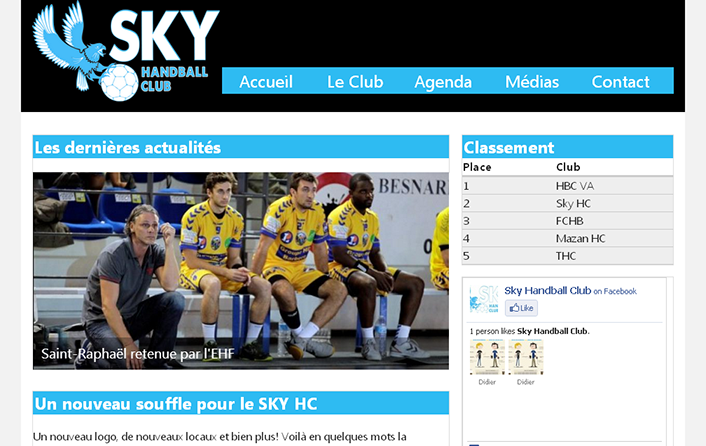 SKY
HANDBALL
CLUB
Accueil Le Club Agenda Médias Contact
Les dernières actualités
BESNAR
Saint-Raphaël retenue par l'EHF
Un nouveau souffle pour le SKY HC
Un nouveau logo, de nouveaux locaux et bien plus! Voilà en quelques mots la
Classement
Place Club
1 HBC VA
2 Sky HC
3 FCHB
4 Mazan HC
5 THC
Sky Handball Club on Facebook
Like
1 person likes Sky Handball Club.
Didier Didier